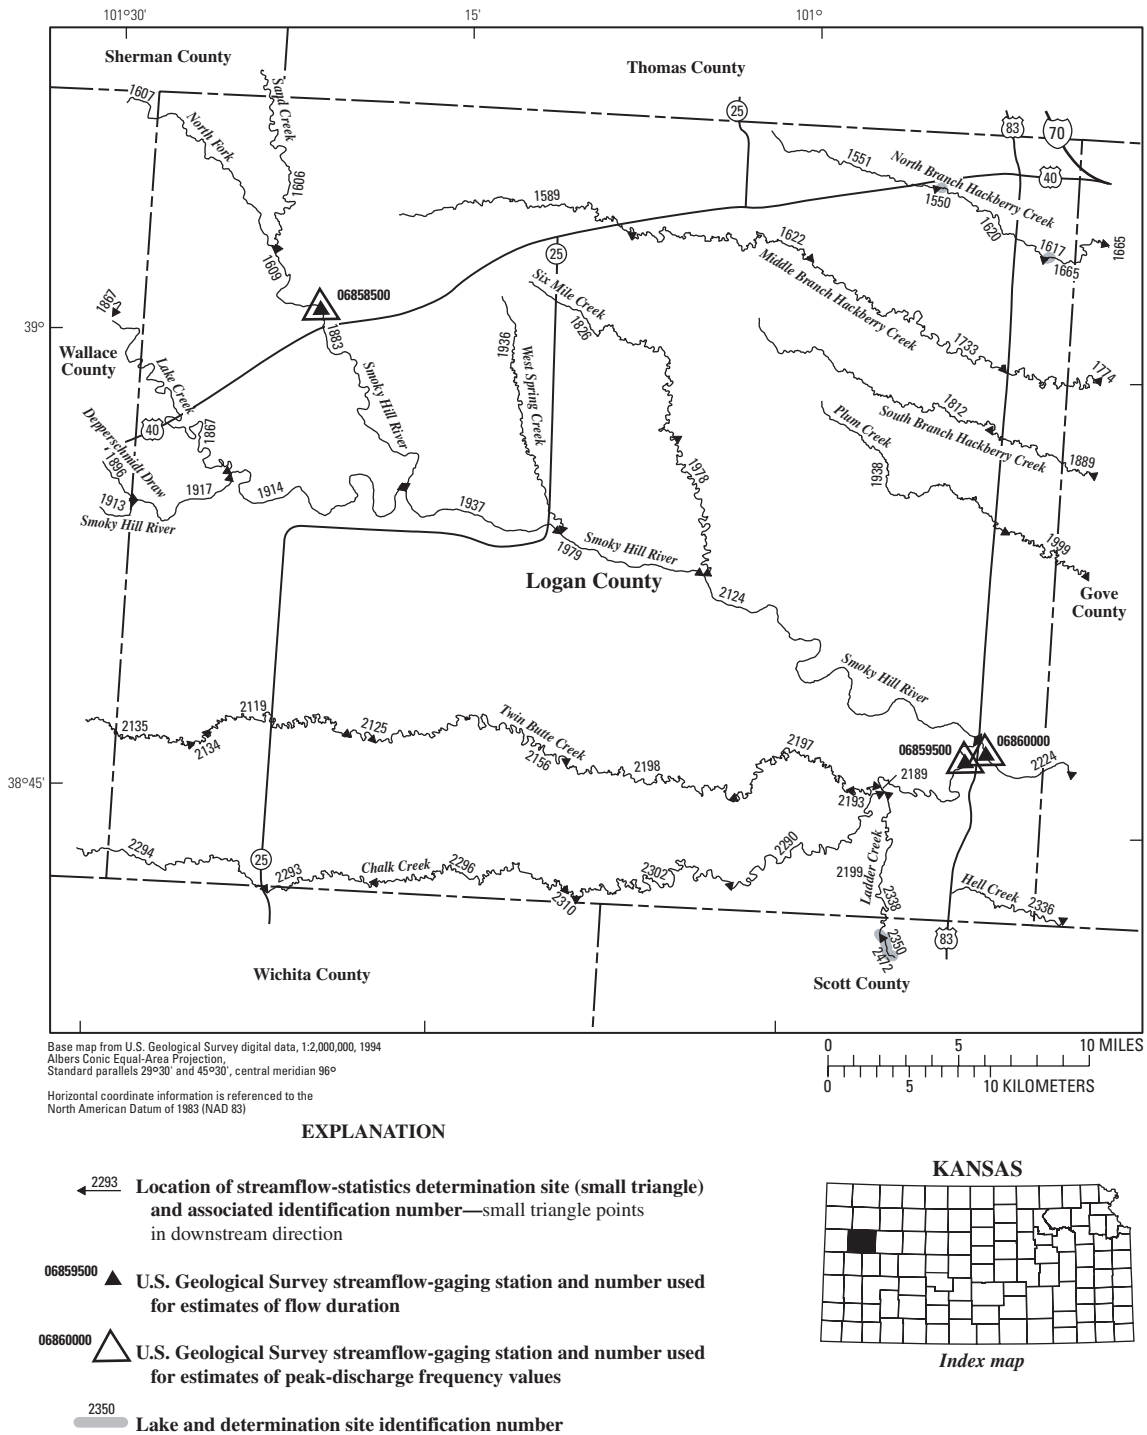 101°30'
15'
101°
Sherman County
Thomas County
1607
North Fork
Sand Creek
1606
25
83
70
1551
North Branch Hackberry Creek
40
1550
1589
1620
1617
1665
1665
1622
1609
25
Middle Branch Hackberry Creek
Six Mile Creek
1826
1867
06858500
39°
1883
1936
1733
1774
Wallace County
Lake Creek
Smoky Hill River
West Spring Creek
1812
South Branch Hackberry Creek
Plum Creek
40
1867
Depperschmidt Draw
1896
1978
1938
1889
1917
1914
1913
1937
Smoky Hill River
1979
Smoky Hill River
1999
Logan County
2124
Gove County
Smoky Hill River
2119
2135
2134
2125
Twin Butte Creek
2156
2197
06859500
06860000
2198
2224
38°45'
2189
2193
2294
25
2293
Chalk Creek
2296
2302
2290
2310
Ladder Creek
2199
2338
Hell Creek
2336
2350
2472
83
Wichita County
Scott County
Base map from U.S. Geological Survey digital data, 1:2,000,000, 1994
Albers Conic Equal-Area Projection,
Standard parallels 29°30' and 45°30', central meridian 96°
Horizontal coordinate information is referenced to the
North American Datum of 1983 (NAD 83)
0 5 10 MILES
0 5 10 KILOMETERS
EXPLANATION
2293
Location of streamflow-statistics determination site (small triangle)
and associated identification number—small triangle points
in downstream direction
06859500
U.S. Geological Survey streamflow-gaging station and number used
for estimates of flow duration
06860000
U.S. Geological Survey streamflow-gaging station and number used
for estimates of peak-discharge frequency values
2350
Lake and determination site identification number
KANSAS
Index map